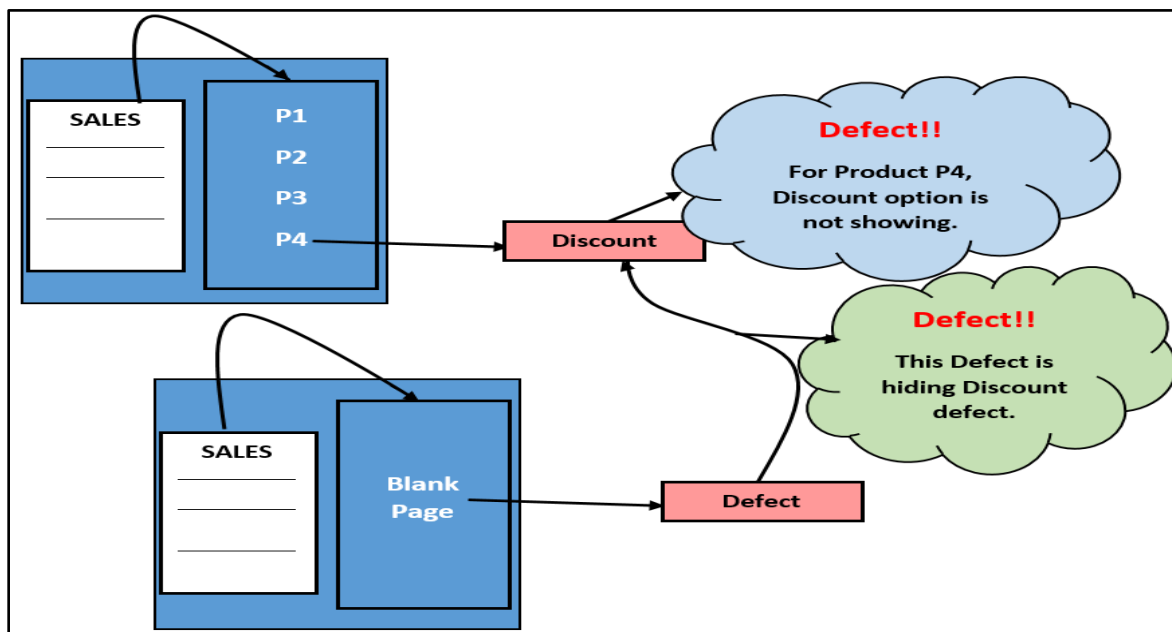 SALES
P1
P2
P3
P4
Discount
Defect!!
For Product P4,
Discount option is
not showing.
Defect!!
This Defect is
hiding Discount
defect.
SALES
Blank
Page
Defect